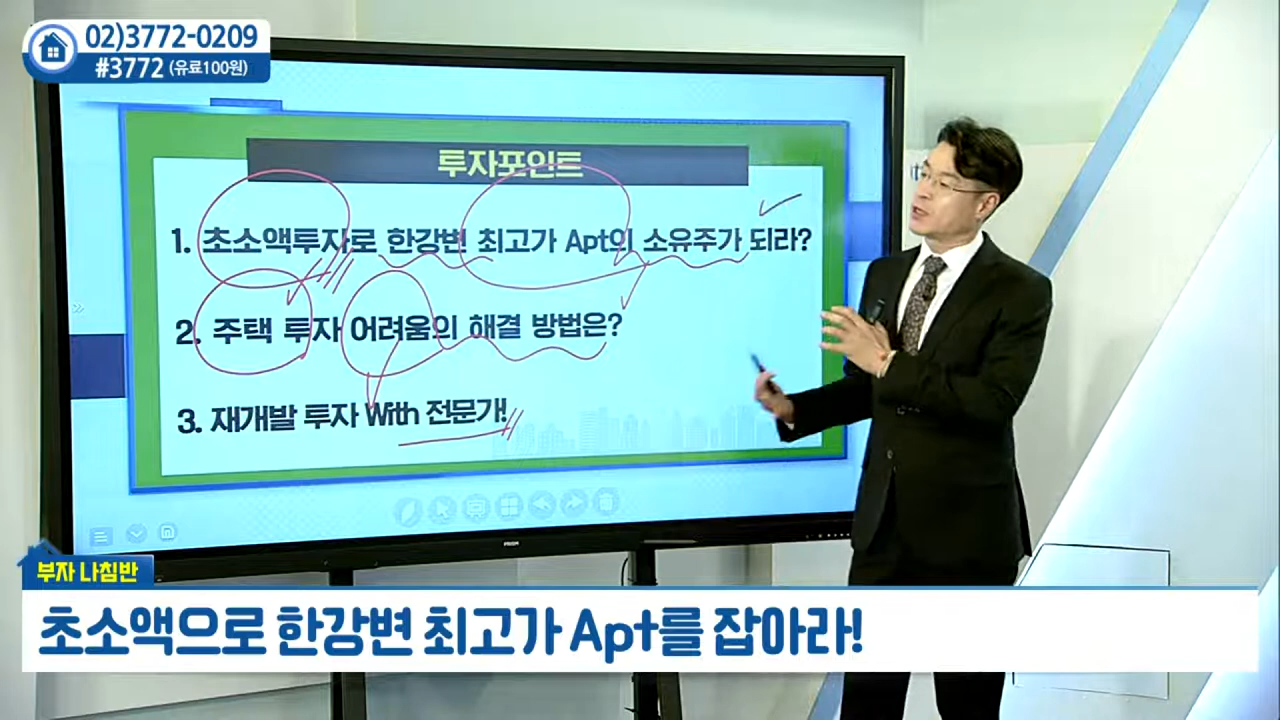 02)3772-0209
#3772 (유료100원)
투자포인트
1. 초소액투자로 한강변 최고가 Apt의 소유주가 되라?
2. 주택 투자 어려움의 해결 방법은?
3. 재개발 투자 With 전문가!
부자 나침반
초소액으로 한강변 최고가 Apt를 잡아라!